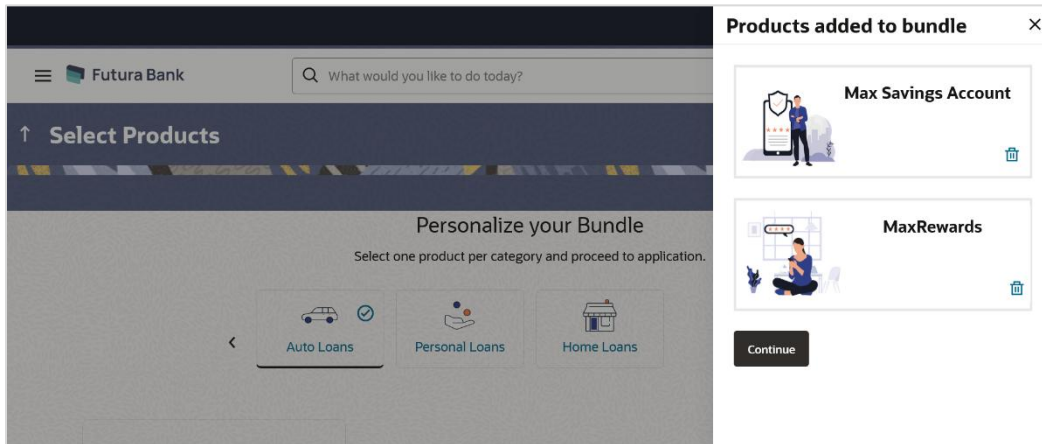 Products added to bundle
Futura Bank
What would you like to do today?
Max Savings Account
Select Products
Personalize your Bundle
MaxRewards
Select one product per category and proceed to application.
Auto Loans
Personal Loans
Home Loans
Continue